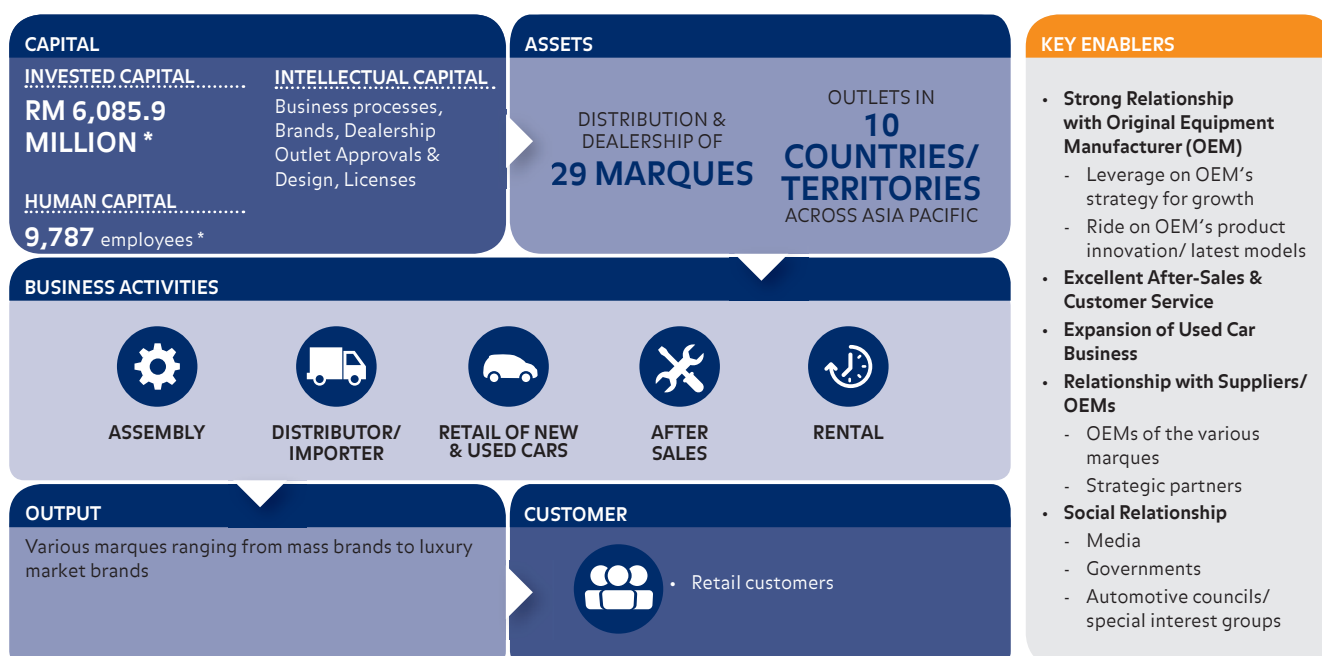 CAPITAL
INVESTED CAPITAL
RM 6,085.9
MILLION *
HUMAN CAPITAL
9,787 employees *
INTELLECTUAL CAPITAL
Business processes,
Brands, Dealership
Outlet Approvals &
Design, Licenses
ASSETS
DISTRIBUTION &
DEALERSHIP OF
29 MARQUES
OUTLETS IN
10
COUNTRIES/
TERRITORIES
ACROSS ASIA PACIFIC
BUSINESS ACTIVITIES
ASSEMBLY
DISTRIBUTOR/
IMPORTER
RETAIL OF NEW
& USED CARS
AFTER
SALES
RENTAL
OUTPUT
Various marques ranging from mass brands to luxury
market brands
CUSTOMER
• Retail customers
KEY ENABLERS
• Strong Relationship
with Original Equipment
Manufacturer (OEM)
- Leverage on OEM's
strategy for growth
- Ride on OEM's product
innovation/ latest models
• Excellent After-Sales &
Customer Service
• Expansion of Used Car
Business
• Relationship with Suppliers/
OEMs
- OEMs of the various
marques
- Strategic partners
• Social Relationship
- Media
- Governments
- Automotive councils/
special interest groups